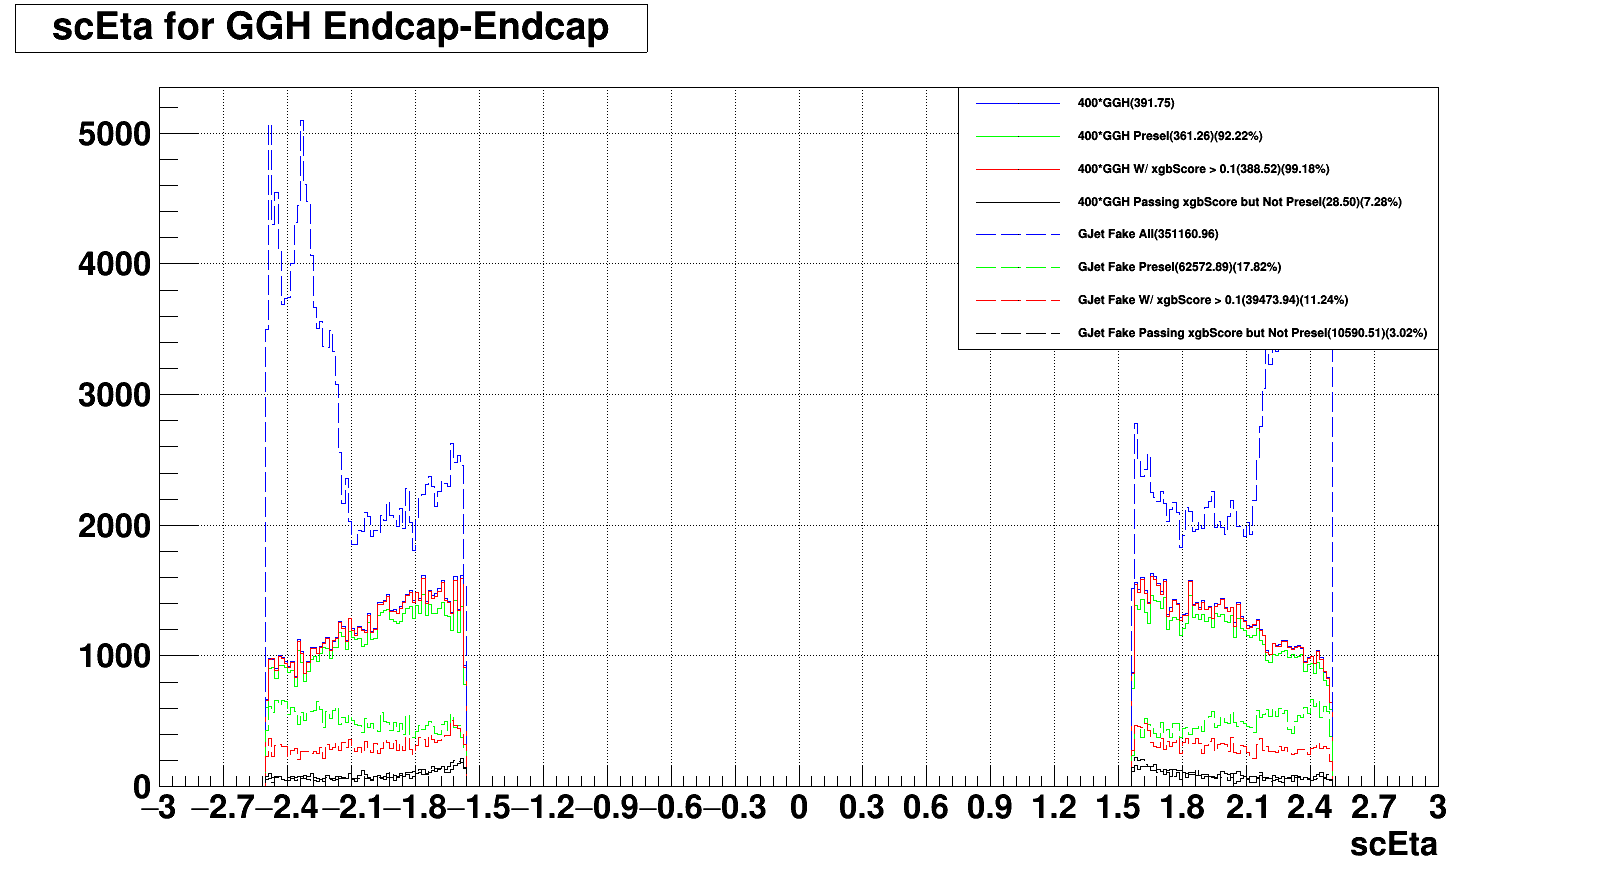 scEta for GGH Endcap-Endcap
400*GGH(391.75)
400*GGH Presel(361.26)(92.22%)
400*GGH W/ xgbScore > 0.1(388.52)(99.18%)
400*GGH Passing xgbScore but Not Presel(28.50)(7.28%)
GJet Fake All(351160.96)
GJet Fake Presel(62572.89)(17.82%)
GJet Fake W/ xgbScore > 0.1(39473.94)(11.24%)
GJet Fake Passing xgbScore but Not Presel(10590.51)(3.02%)
5000
4000
3000
2000
1000
0
−3 −2.7 −2.4 −2.1 −1.8 −1.5 −1.2 −0.9 −0.6 −0.3 0 0.3 0.6 0.9 1.2 1.5 1.8 2.1 2.4 2.7 3
scEta